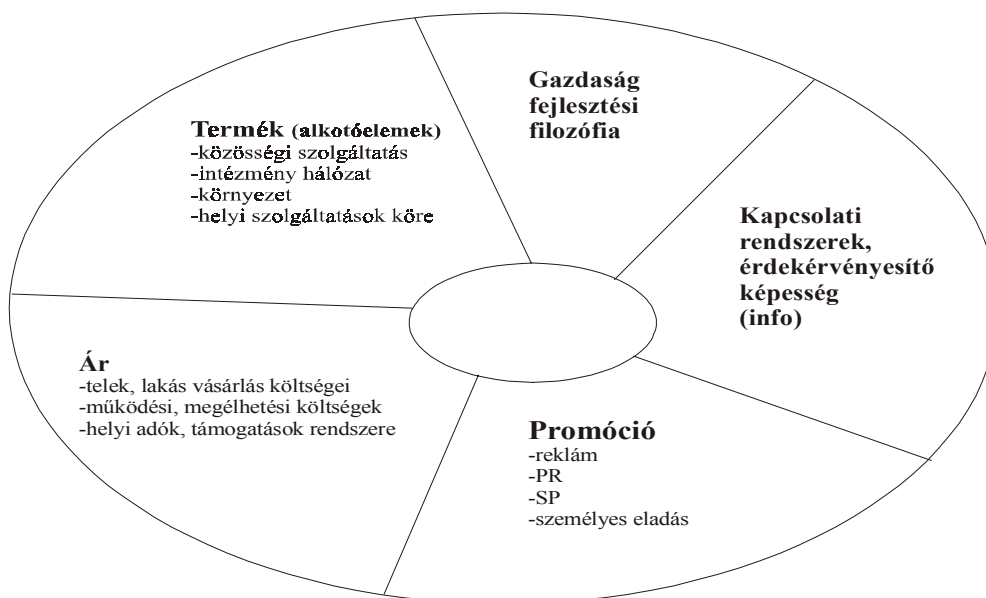 Gazdaság
fejlesztési
filozófia
Termék (alkotóelemek)
-közösségi szolgáltatás
-intézmény hálózat
-környezet
-helyi szolgáltatások köre
Kapcsolati
rendszerek,
érdekérvényesítő
képesség
(info)
Ár
-telek, lakás vásárlás költségei
-működési, megélhetési költségek
-helyi adók, támogatások rendszere
Promóció
-reklám
-PR
-SP
-személyes eladás